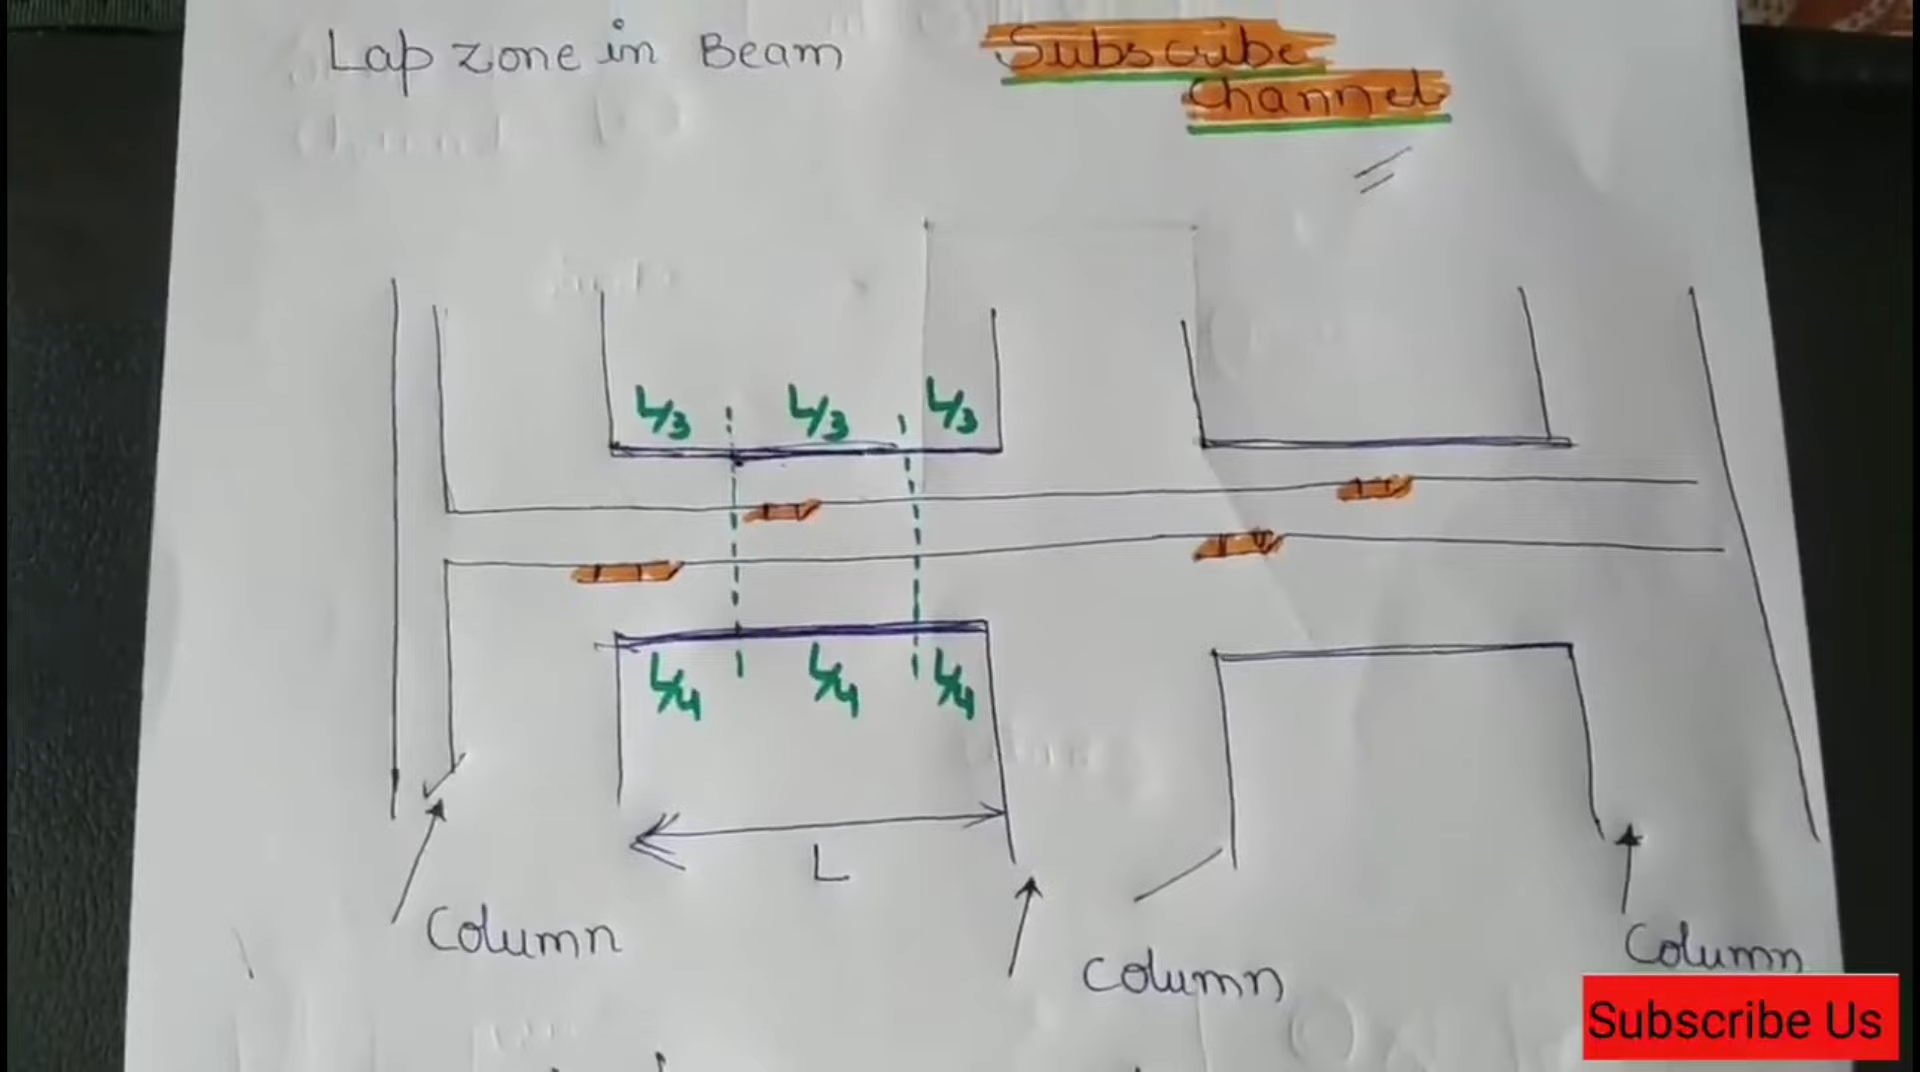 Lap zone in Beam
Subscribe
Channel
L/3 L/3 L/3
L/4 L/4 L/4
L
Column
Column
Column
Subscribe Us